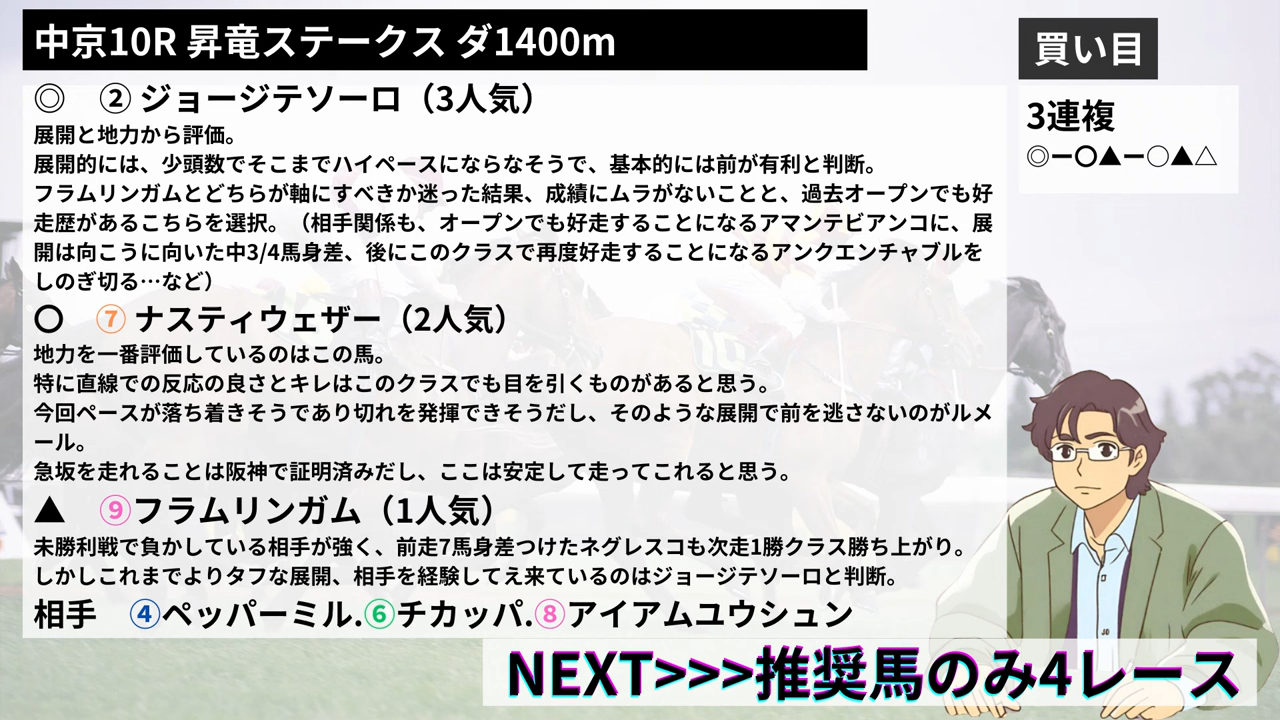 中京10R 昇竜ステークス ダ1400m
買い目
◎ ② ジョージテソーロ（3人気）
展開と地力から評価。
展開的には、少頭数でそこまでハイペースにならなそうで、基本的には前が有利と判断。
フラムリンガムとどちらが軸にすべきか迷った結果、成績にムラがないことと、過去オープンでも好
走歴があるこちらを選択。（相手関係も、オープンでも好走することになるアマンテビアンコに、展
開は向こうに向いた中3/4馬身差、後にこのクラスで再度好走することになるアンクエンチャブルを
しのぎ切る…など）
〇 ⑦ ナスティウェザー（2人気）
地力を一番評価しているのはこの馬。
特に直線での反応の良さとキレはこのクラスでも目を引くものがあると思う。
今回ペースが落ち着きそうであり切れを発揮できそうだし、そのような展開で前を逃さないのがルメ
ール。
急坂を走れることは阪神で証明済みだし、ここは安定して走ってこれると思う。
▲ ⑨フラムリンガム（1人気）
未勝利戦で負かしている相手が強く、前走7馬身差つけたネグレスコも次走1勝クラス勝ち上がり。
しかしこれまでよりタフな展開、相手を経験してえ来ているのはジョージテソーロと判断。
相手 ④ペッパーミル.⑥チカッパ.⑧アイアムユウシュン
3連複
◎ー〇▲ー○▲△
NEXT>>>推奨馬のみ4レース